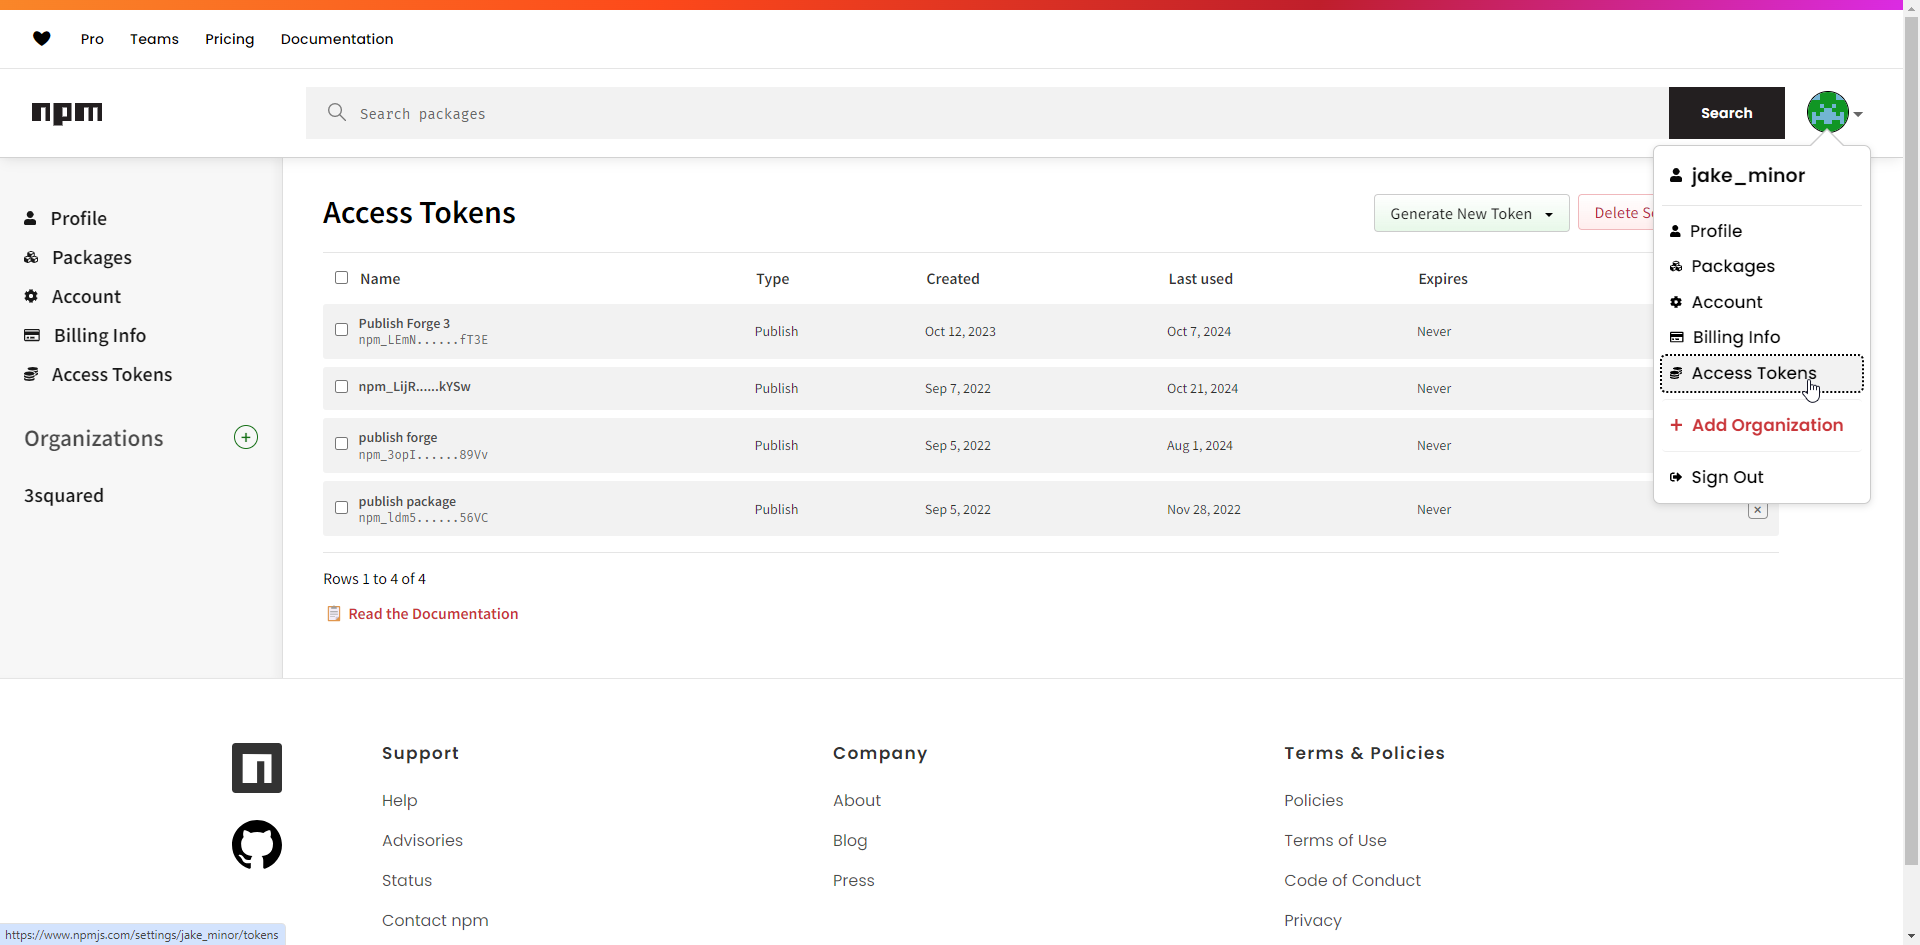 Pro Teams Pricing Documentation
npm
Search packages
Search
jake_minor
Profile
Packages
Account
Billing Info
Access Tokens
Add Organization
Sign Out
Profile
Packages
Account
Billing Info
Access Tokens
Organizations
3squared
Access Tokens
Generate New Token
Delete S
Name Type Created Last used Expires
Publish Forge 3
npm_LEmN......fT3E
Publish Oct 12, 2023 Oct 7, 2024 Never
npm_LijR......kYSw Publish Sep 7, 2022 Oct 21, 2024 Never
publish forge
npm_3opI......89Vv
Publish Sep 5, 2022 Aug 1, 2024 Never
publish package
npm_ldm5......56VC
Publish Sep 5, 2022 Nov 28, 2022 Never
Rows 1 to 4 of 4
Read the Documentation
Support
Help
Advisories
Status
Contact npm
Company
About
Blog
Press
Terms & Policies
Policies
Terms of Use
Code of Conduct
Privacy
https://www.npmjs.com/settings/jake_minor/tokens